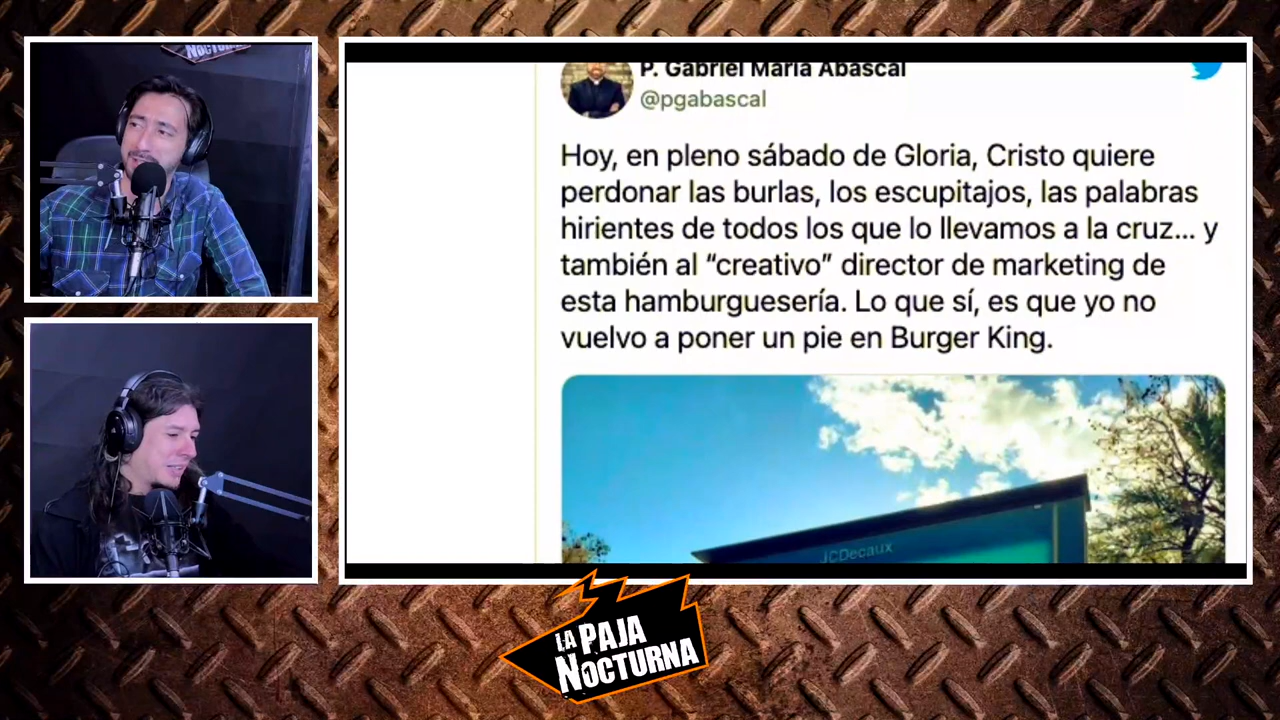 NOCTURNA
P. Gabriel María Abascal
@pgabascal
Hoy, en pleno sábado de Gloria, Cristo quiere
perdonar las burlas, los escupitajos, las palabras
hirientes de todos los que lo llevamos a la cruz... y
también al “creativo” director de marketing de
esta hamburguesería. Lo que sí, es que yo no
vuelvo a poner un pie en Burger King.
JCDecaux
LA PAJA
NOCTURNA